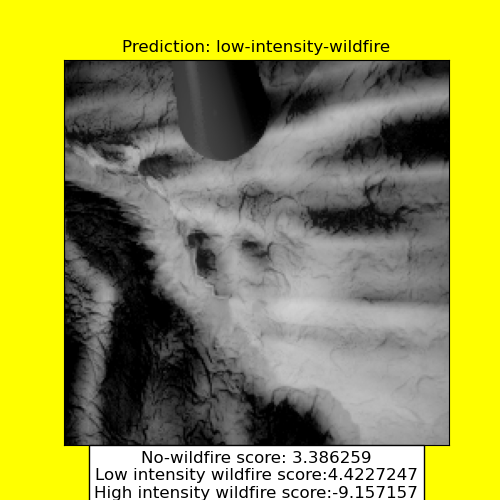 Prediction: low-intensity-wildfire
No-wildfire score: 3.386259
Low intensity wildfire score:4.4227247
High intensity wildfire score:-9.157157